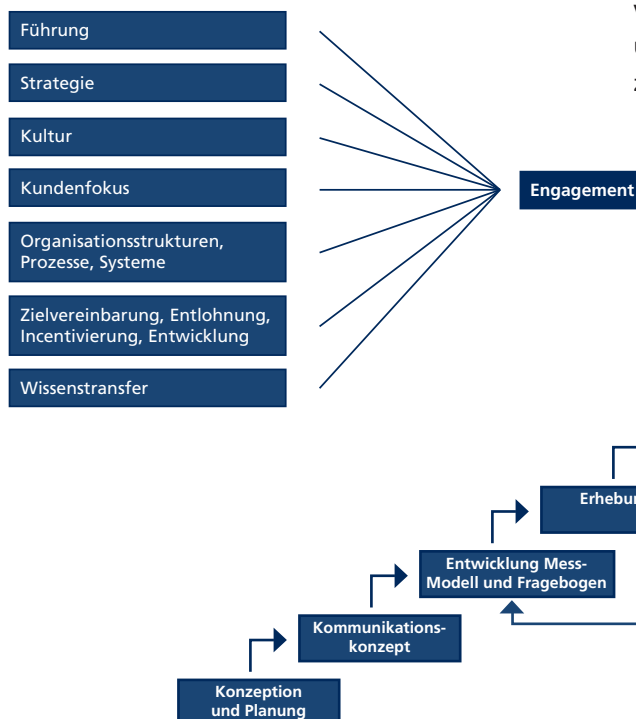 Führung
Strategie
Kultur
Kundenfokus
Organisationsstrukturen,
Prozesse, Systeme
Zielvereinbarung, Entlohnung,
Incentivierung, Entwicklung
Wissenstransfer
Engagement
Entwicklung Mess-
Modell und Fragebogen
Kommunikations-
konzept
Konzeption
und Planung